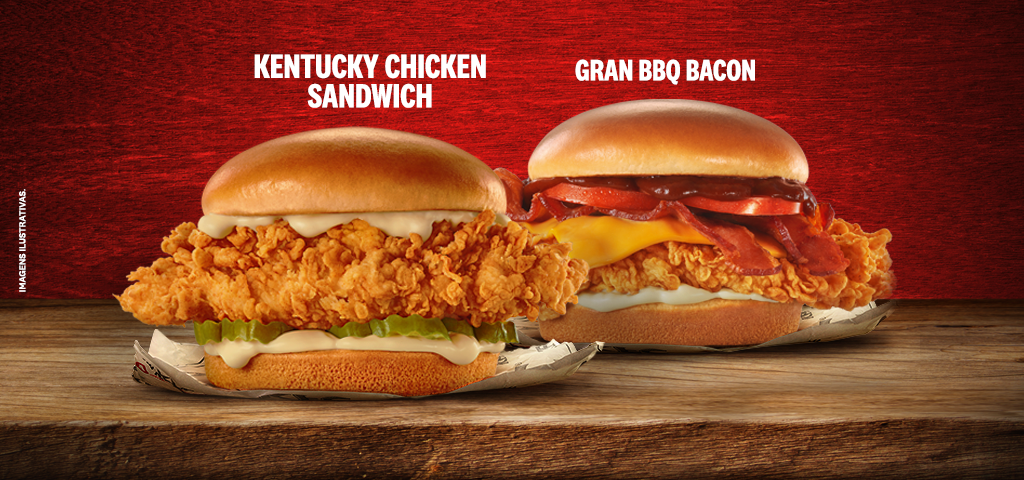 KENTUCKY CHICKEN
SANDWICH
GRAN BBQ BACON
IMAGENS ILUSTRATIVAS.